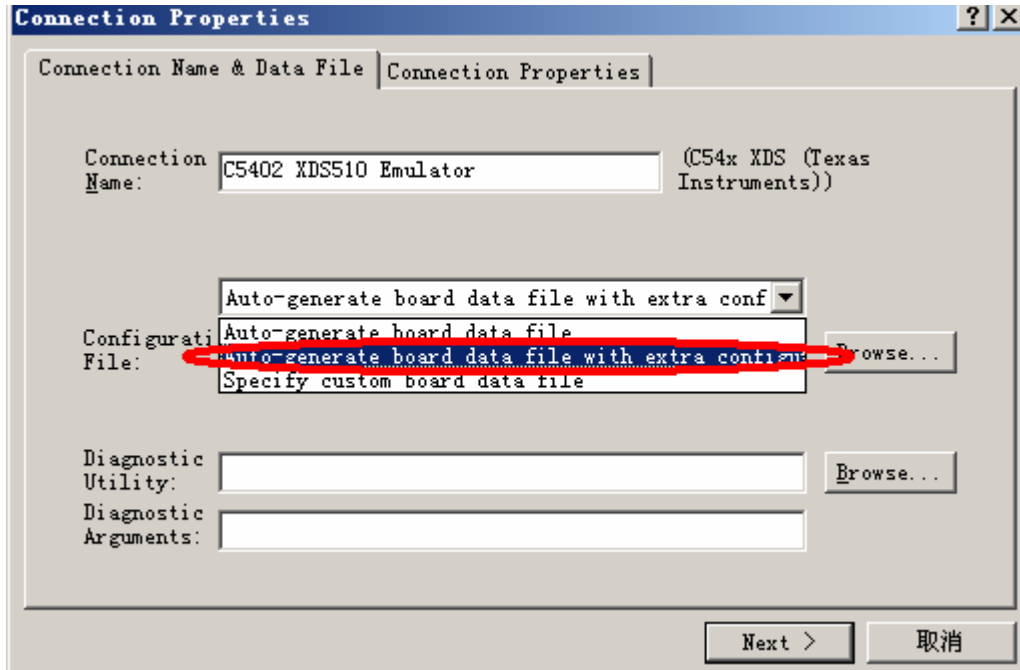 Connection Properties
? X
Connection Name & Data File
Connection Properties
Connection
Name:
C5402 XDS510 Emulator
(C54x XDS (Texas
Instruments))
Auto-generate board data file with extra conf
Configurati
File:
Auto-generate board data file
Auto-generate board data file with extra configu
Specify custom board data file
Browse...
Diagnostic
Utility:
Browse...
Diagnostic
Arguments:
Next >
取消